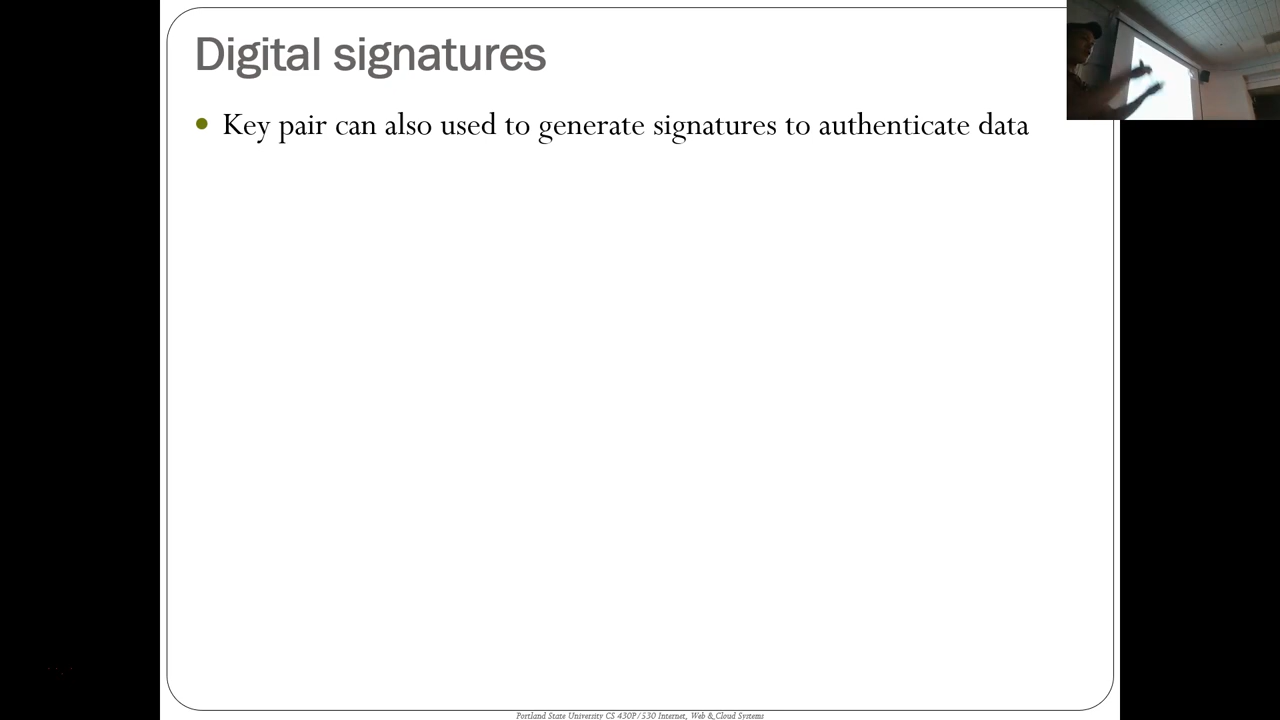 Digital signatures
Key pair can also used to generate signatures to authenticate data
Portland State University CS 430P/530 Internet, Web & Cloud Systems